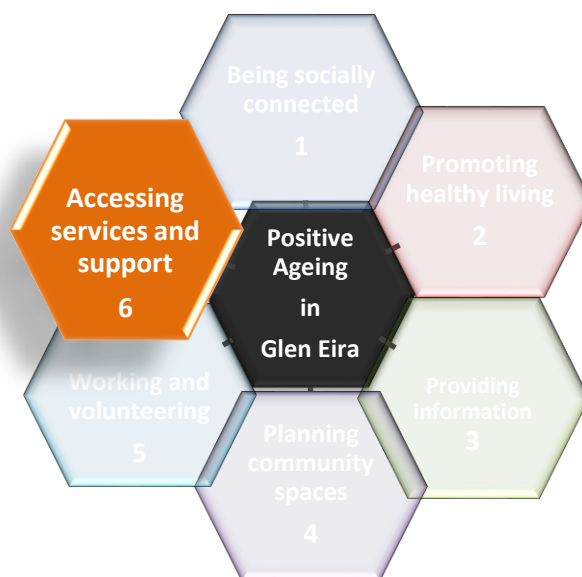 Being socially
connected
1
Promoting
healthy living
2
Accessing
services and
support
6
Positive
Ageing
in
Glen Eira
Providing
information
3
Working and
volunteering
5
Planning
community
spaces
4